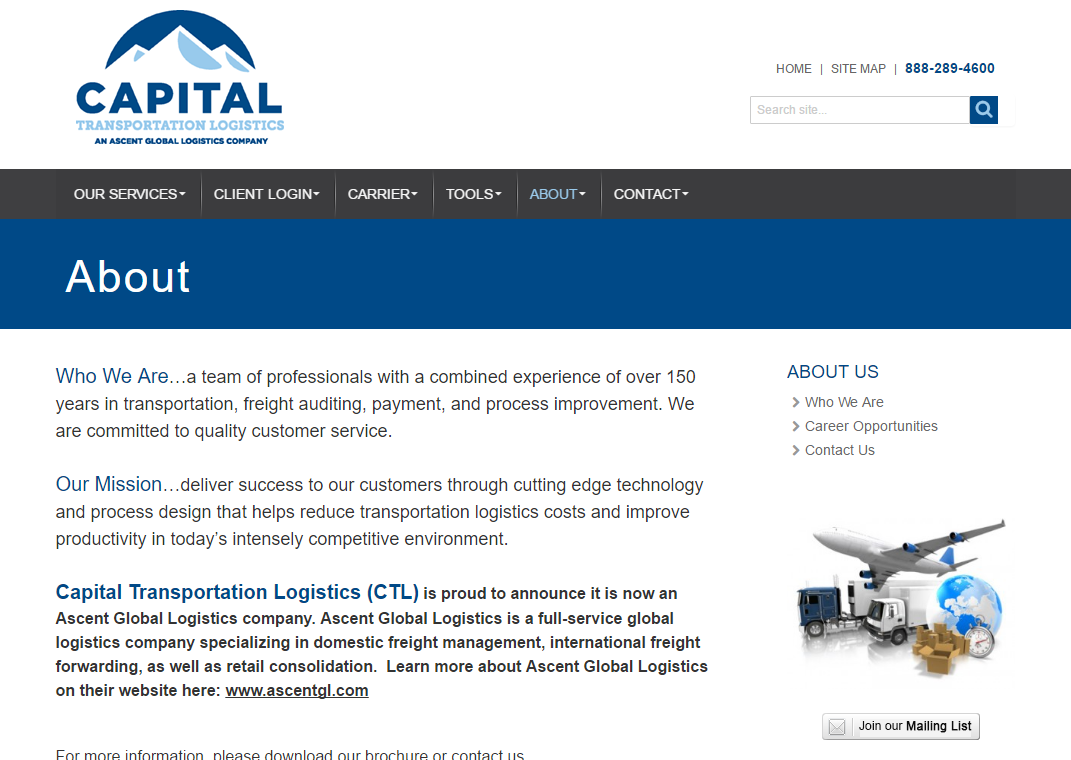 CAPITAL
TRANSPORTATION LOGISTICS
AN ASCENT GLOBAL LOGISTICS COMPANY
HOME | SITE MAP | 888-289-4600
Search site...
OUR SERVICES CLIENT LOGIN CARRIER TOOLS ABOUT CONTACT
About
Who We Are…a team of professionals with a combined experience of over 150
years in transportation, freight auditing, payment, and process improvement. We
are committed to quality customer service.
Our Mission…deliver success to our customers through cutting edge technology
and process design that helps reduce transportation logistics costs and improve
productivity in today’s intensely competitive environment.
Capital Transportation Logistics (CTL) is proud to announce it is now an
Ascent Global Logistics company. Ascent Global Logistics is a full-service global
logistics company specializing in domestic freight management, international freight
forwarding, as well as retail consolidation. Learn more about Ascent Global Logistics
on their website here: www.ascentgl.com
For more information, please download our brochure or contact us
ABOUT US
Who We Are
Career Opportunities
Contact Us
Join our Mailing List